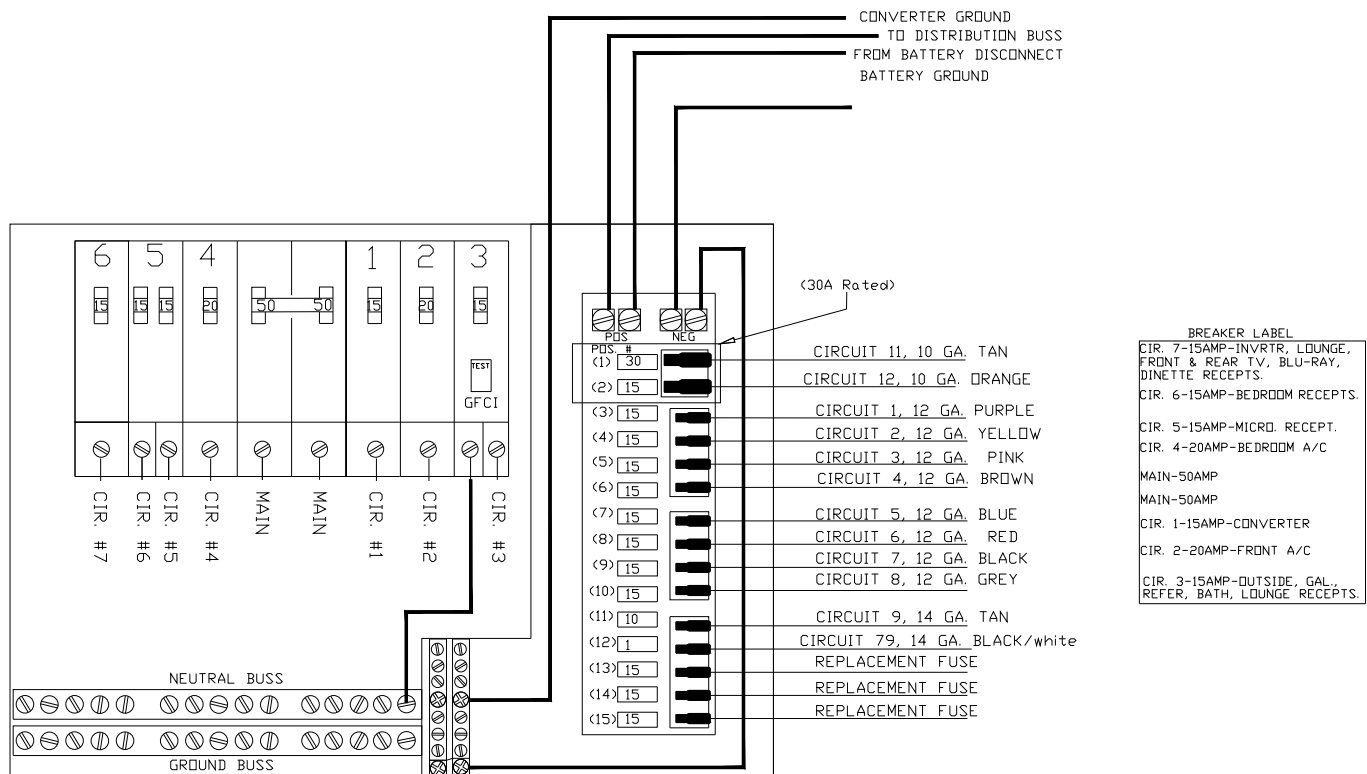 CONVERTER GROUND
TO DISTRIBUTION BUSS
FROM BATTERY DISCONNECT
BATTERY GROUND
6 5 4 1 2 3
15 15 15 20 50 50 15 20 15
TEST
GFCI
CIR. #7
CIR. #6
CIR. #5
CIR. #4
MAIN
MAIN
CIR. #1
CIR. #2
CIR. #3
NEUTRAL BUSS
GROUND BUSS
(30A Rated)
POS NEG
POS. #
(1) 30 CIRCUIT 11, 10 GA. TAN
(2) 15 CIRCUIT 12, 10 GA. ORANGE
(3) 15 CIRCUIT 1, 12 GA. PURPLE
(4) 15 CIRCUIT 2, 12 GA. YELLOW
(5) 15 CIRCUIT 3, 12 GA. PINK
(6) 15 CIRCUIT 4, 12 GA. BROWN
(7) 15 CIRCUIT 5, 12 GA. BLUE
(8) 15 CIRCUIT 6, 12 GA. RED
(9) 15 CIRCUIT 7, 12 GA. BLACK
(10) 15 CIRCUIT 8, 12 GA. GREY
(11) 10 CIRCUIT 9, 14 GA. TAN
(12) 1 CIRCUIT 79, 14 GA. BLACK/white
(13) 15 REPLACEMENT FUSE
(14) 15 REPLACEMENT FUSE
(15) 15 REPLACEMENT FUSE
BREAKER LABEL
CIR. 7-15AMP-INVRTR, LOUNGE,
FRONT & REAR TV, BLU-RAY,
DINETTE RECEPTS.
CIR. 6-15AMP-BEDROOM RECEPTS.
CIR. 5-15AMP-MICRO. RECEPT.
CIR. 4-20AMP-BEDROOM A/C
MAIN-50AMP
MAIN-50AMP
CIR. 1-15AMP-CONVERTER
CIR. 2-20AMP-FRONT A/C
CIR. 3-15AMP-OUTSIDE, GAL.,
REFER, BATH, LOUNGE RECEPTS.